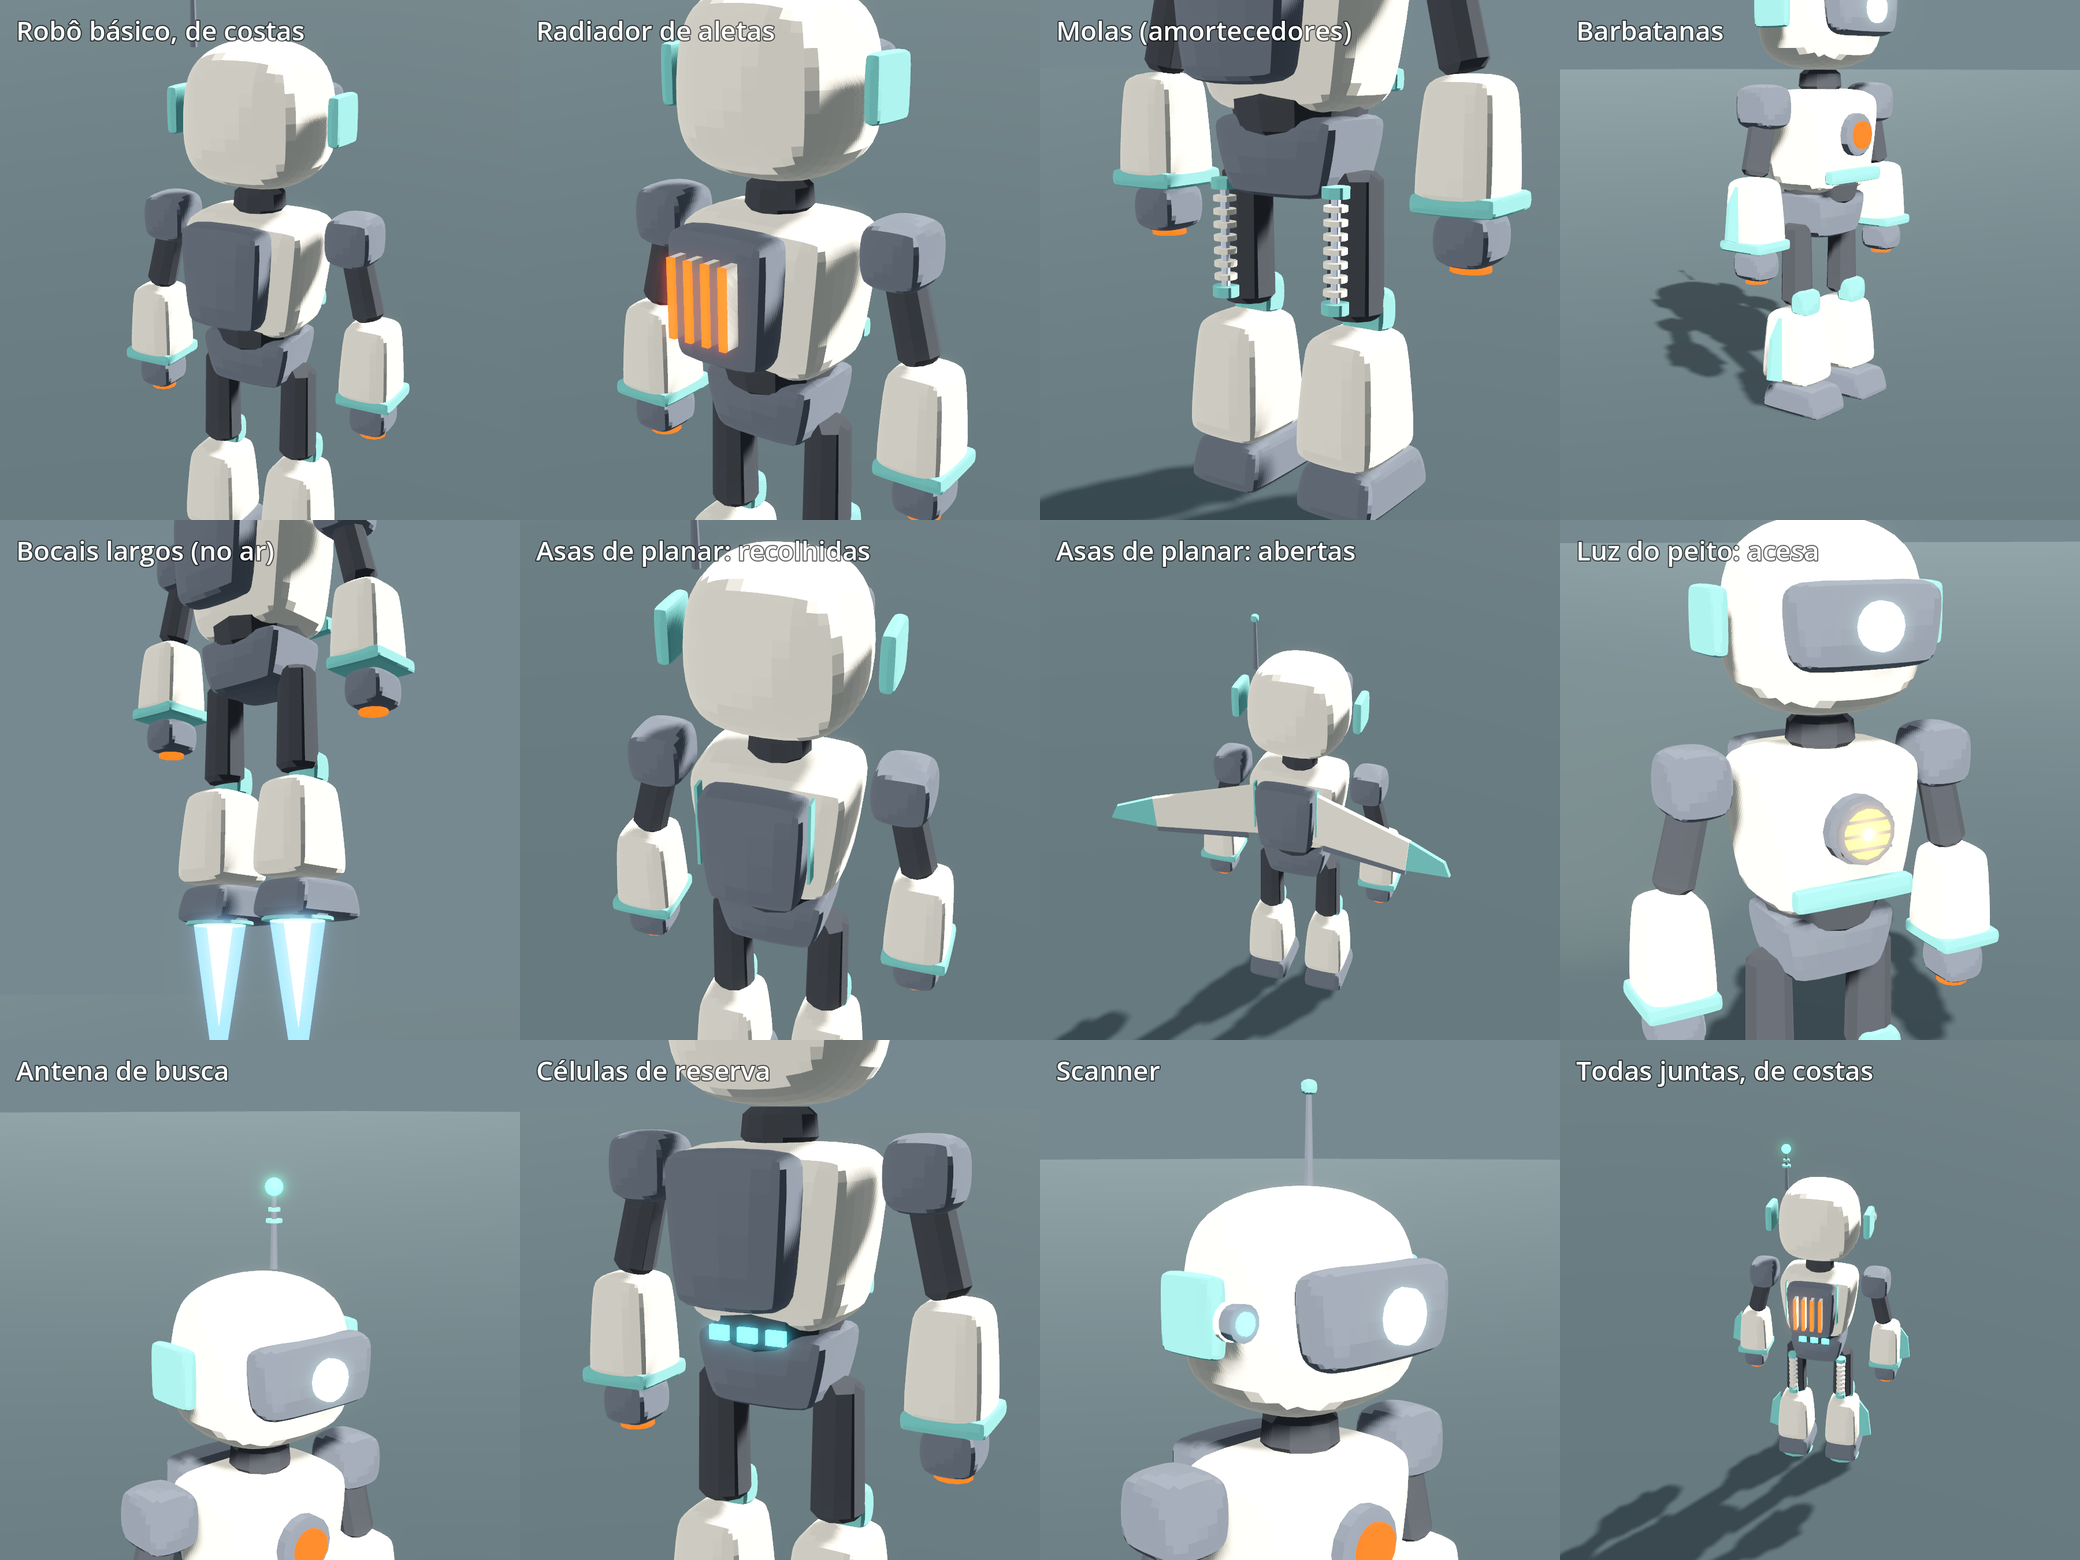 Robô básico, de costas
Radiador de aletas
Molas (amortecedores)
Barbatanas
Bocais largos (no ar)
Asas de planar: recolhidas
Asas de planar: abertas
Luz do peito: acesa
Antena de busca
Células de reserva
Scanner
Todas juntas, de costas